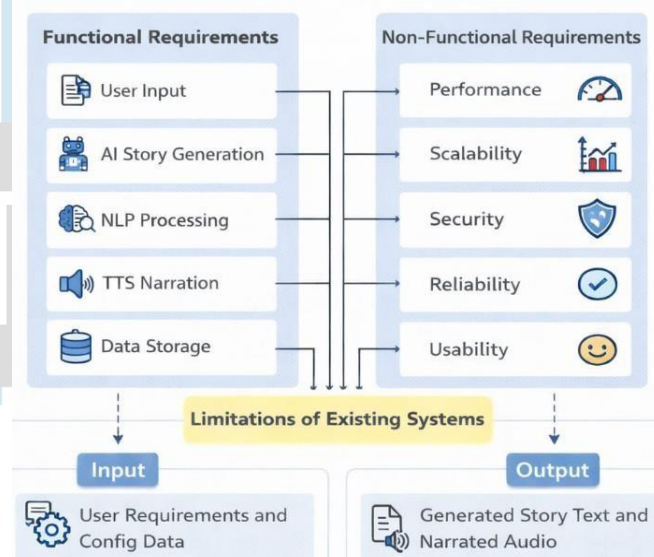 Functional Requirements
User Input
AI Story Generation
NLP Processing
TTS Narration
Data Storage
Non-Functional Requirements
Performance
Scalability
Security
Reliability
Usability
Limitations of Existing Systems
Input
User Requirements and
Config Data
Output
Generated Story Text and
Narrated Audio